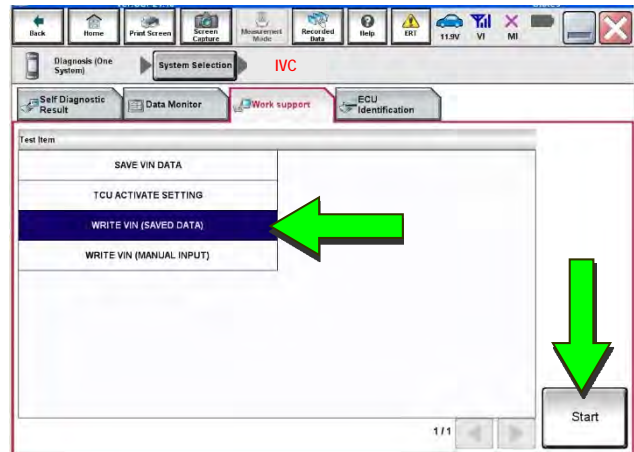 Back
Home
Print Screen
Screen Capture
Measurement Mode
Recorded Data
Help
ERT
11.9V
VI
MI
Diagnosis (One System)
System Selection
IVC
Self Diagnostic Result
Data Monitor
Work support
ECU Identification
Test Item
SAVE VIN DATA
TCU ACTIVATE SETTING
WRITE VIN (SAVED DATA)
WRITE VIN (MANUAL INPUT)
1/1
Start